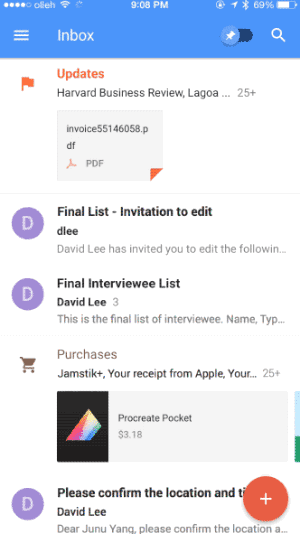 olleh
9:08 PM
69%
Inbox
Updates
Harvard Business Review, Lagoa ... 25+
invoice55146058.p
df
PDF
D
Final List - Invitation to edit
dlee
David Lee has invited you to edit the followin...
D
Final Interviewee List
David Lee 3
This is the final list of interviewee. Name, Typ...
Purchases
Jamstik+, Your receipt from Apple, Your... 25+
Procreate Pocket
$3.18
D
Please confirm the location and ti
David Lee
Dear Junu Yang, please confirm the location a...